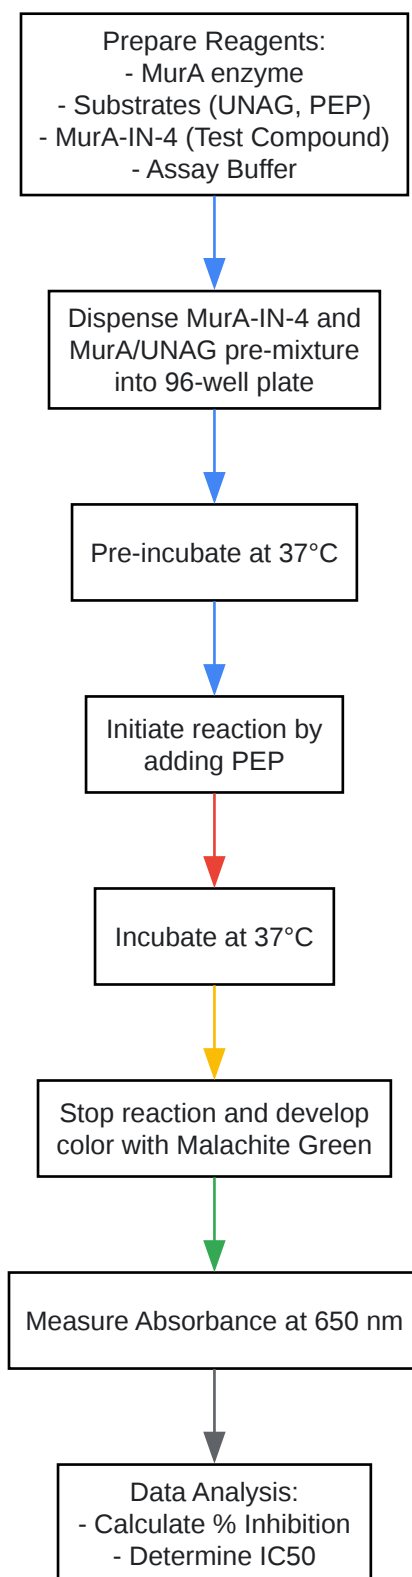 Prepare Reagents:
- MurA enzyme
- Substrates (UNAG, PEP)
- MurA-IN-4 (Test Compound)
- Assay Buffer
Dispense MurA-IN-4 and
MurA/UNAG pre-mixture
into 96-well plate
Pre-incubate at 37°C
Initiate reaction by
adding PEP
Incubate at 37°C
Stop reaction and develop
color with Malachite Green
Measure Absorbance at 650 nm
Data Analysis:
- Calculate % Inhibition
- Determine IC50